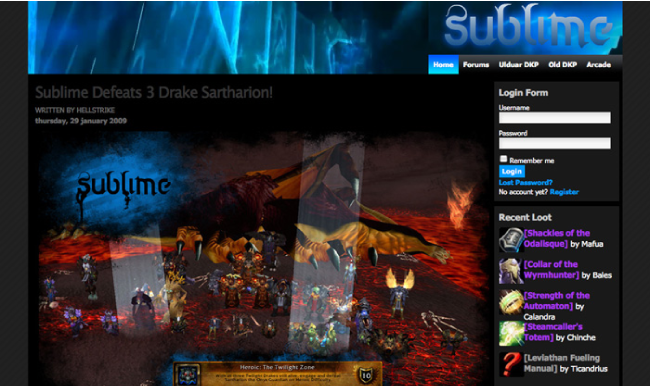 sublime
Home Forums Ulduar DKP Old DKP Arcade
Sublime Defeats 3 Drake Sartharion!
WRITTEN BY HELLSTRIKE
thursday, 29 january 2009
sublime
Heroic: The Twilight Zone
10
Login Form
Username
Password
Remember me
Login
Lost Password?
No account yet? Register
Recent Loot
[Shackles of the
Odalisque] by Mafua
[Collar of the
Wyrmhunter] by Baies
[Strength of the
Automaton] by
Calandra
[Steamcaller's
Totem] by Chinche
[Leviathan Fueling
Manual] by Ticandrius